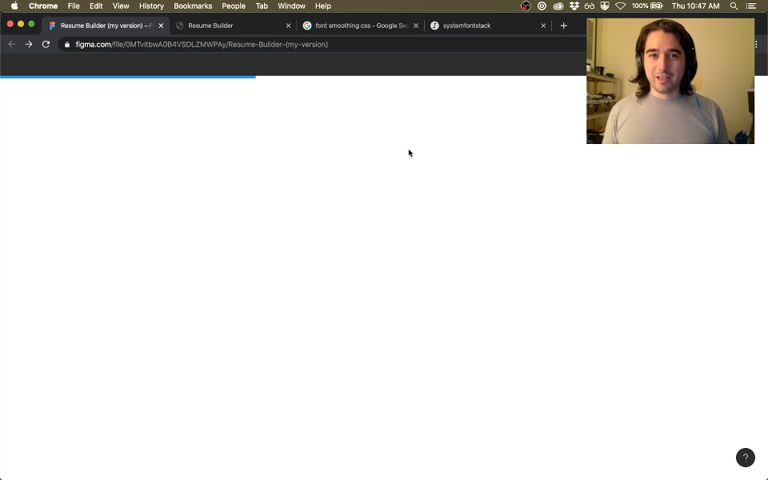 Chrome File Edit View History Bookmarks People Tab Window Help 100% Thu 10:47 AM
Resume Builder (my version) – F Resume Builder font smoothing css - Google Se systemfontstack
figma.com/file/0MTvItbwA0B4VSDLZMWPAy/Resume-Builder-(my-version)
?